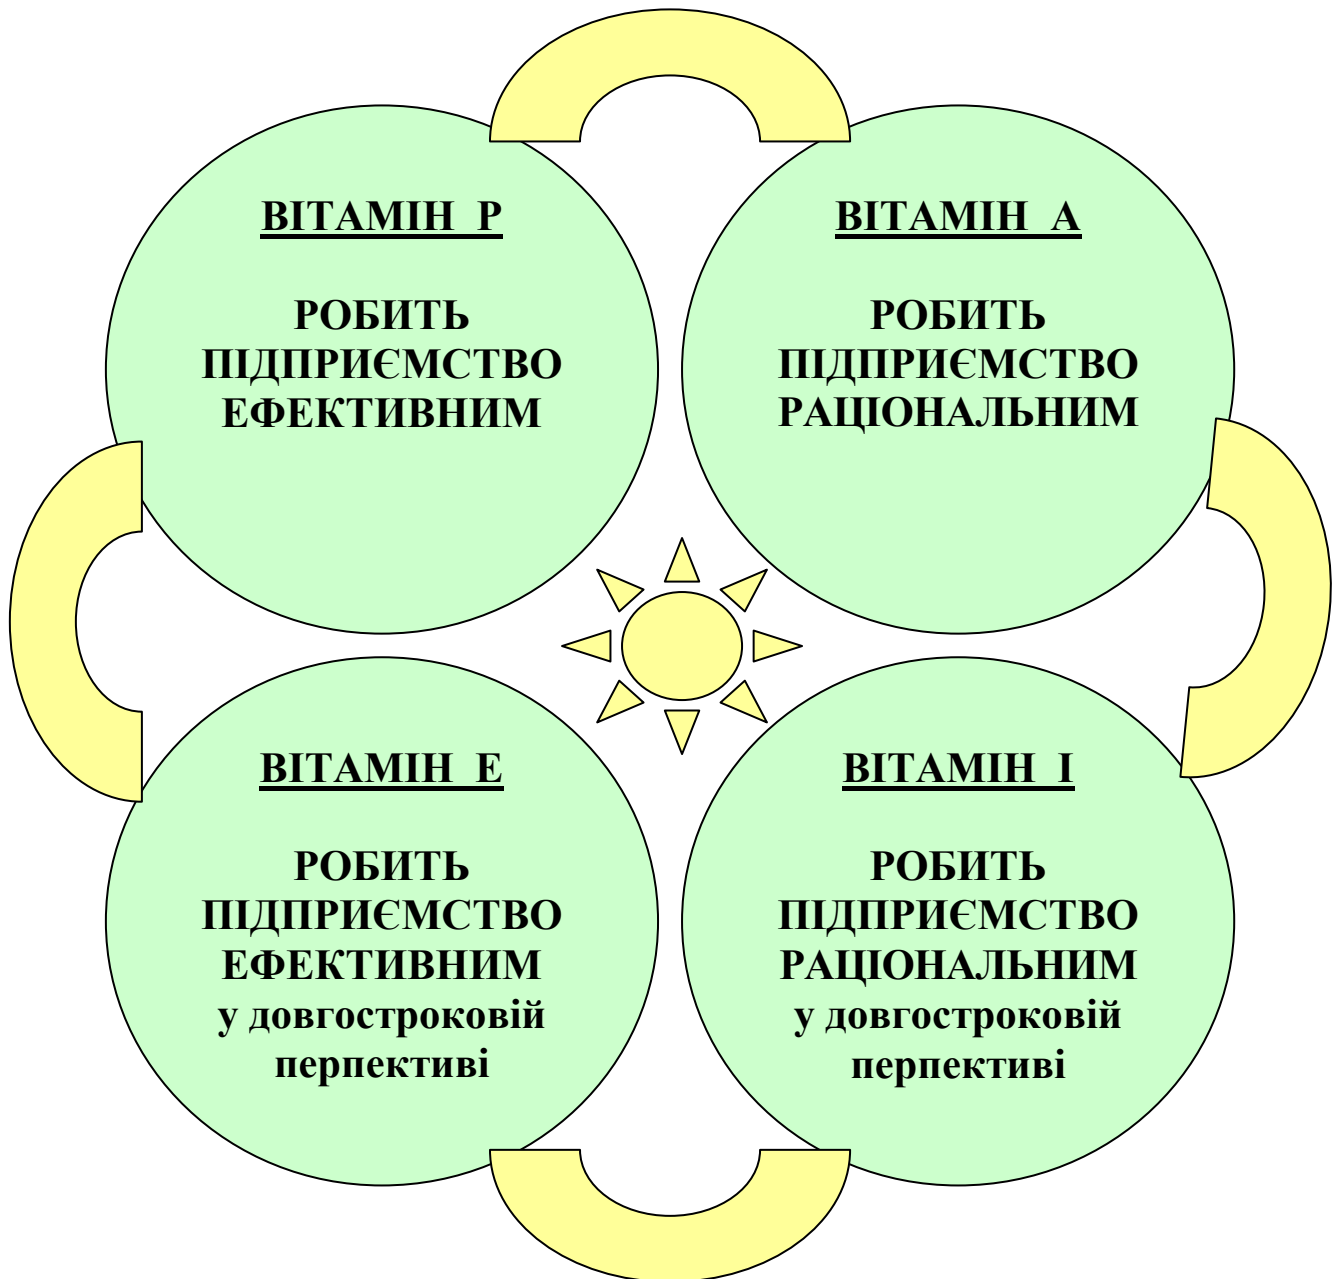 ВІТАМІН Р
РОБИТЬ
ПІДПРИЄМСТВО
ЕФЕКТИВНИМ
ВІТАМІН А
РОБИТЬ
ПІДПРИЄМСТВО
РАЦІОНАЛЬНИМ
ВІТАМІН Е
РОБИТЬ
ПІДПРИЄМСТВО
ЕФЕКТИВНИМ
у довгостроковій
перпективі
ВІТАМІН І
РОБИТЬ
ПІДПРИЄМСТВО
РАЦІОНАЛЬНИМ
у довгостроковій
перпективі